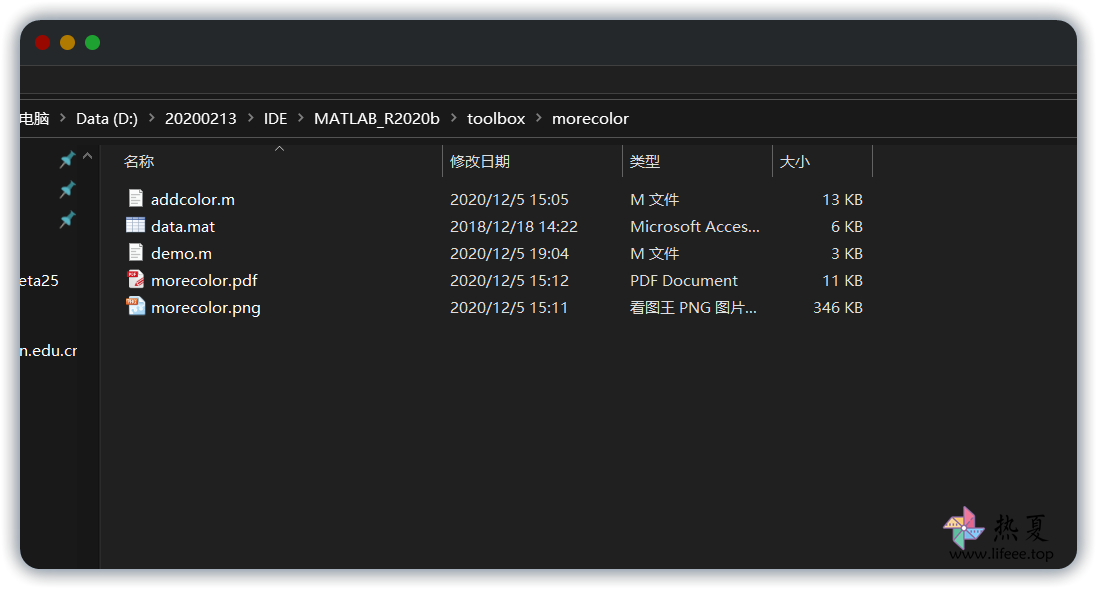 电脑 > Data (D:) > 20200213 > IDE > MATLAB_R2020b > toolbox > morecolor
名称 修改日期 类型 大小
addcolor.m 2020/12/5 15:05 M 文件 13 KB
data.mat 2018/12/18 14:22 Microsoft Acces... 6 KB
demo.m 2020/12/5 19:04 M 文件 3 KB
eta25 morecolor.pdf 2020/12/5 15:12 PDF Document 11 KB
morecolor.png 2020/12/5 15:11 看图王 PNG 图片... 346 KB
n.edu.cn
热夏
www.lifeee.top